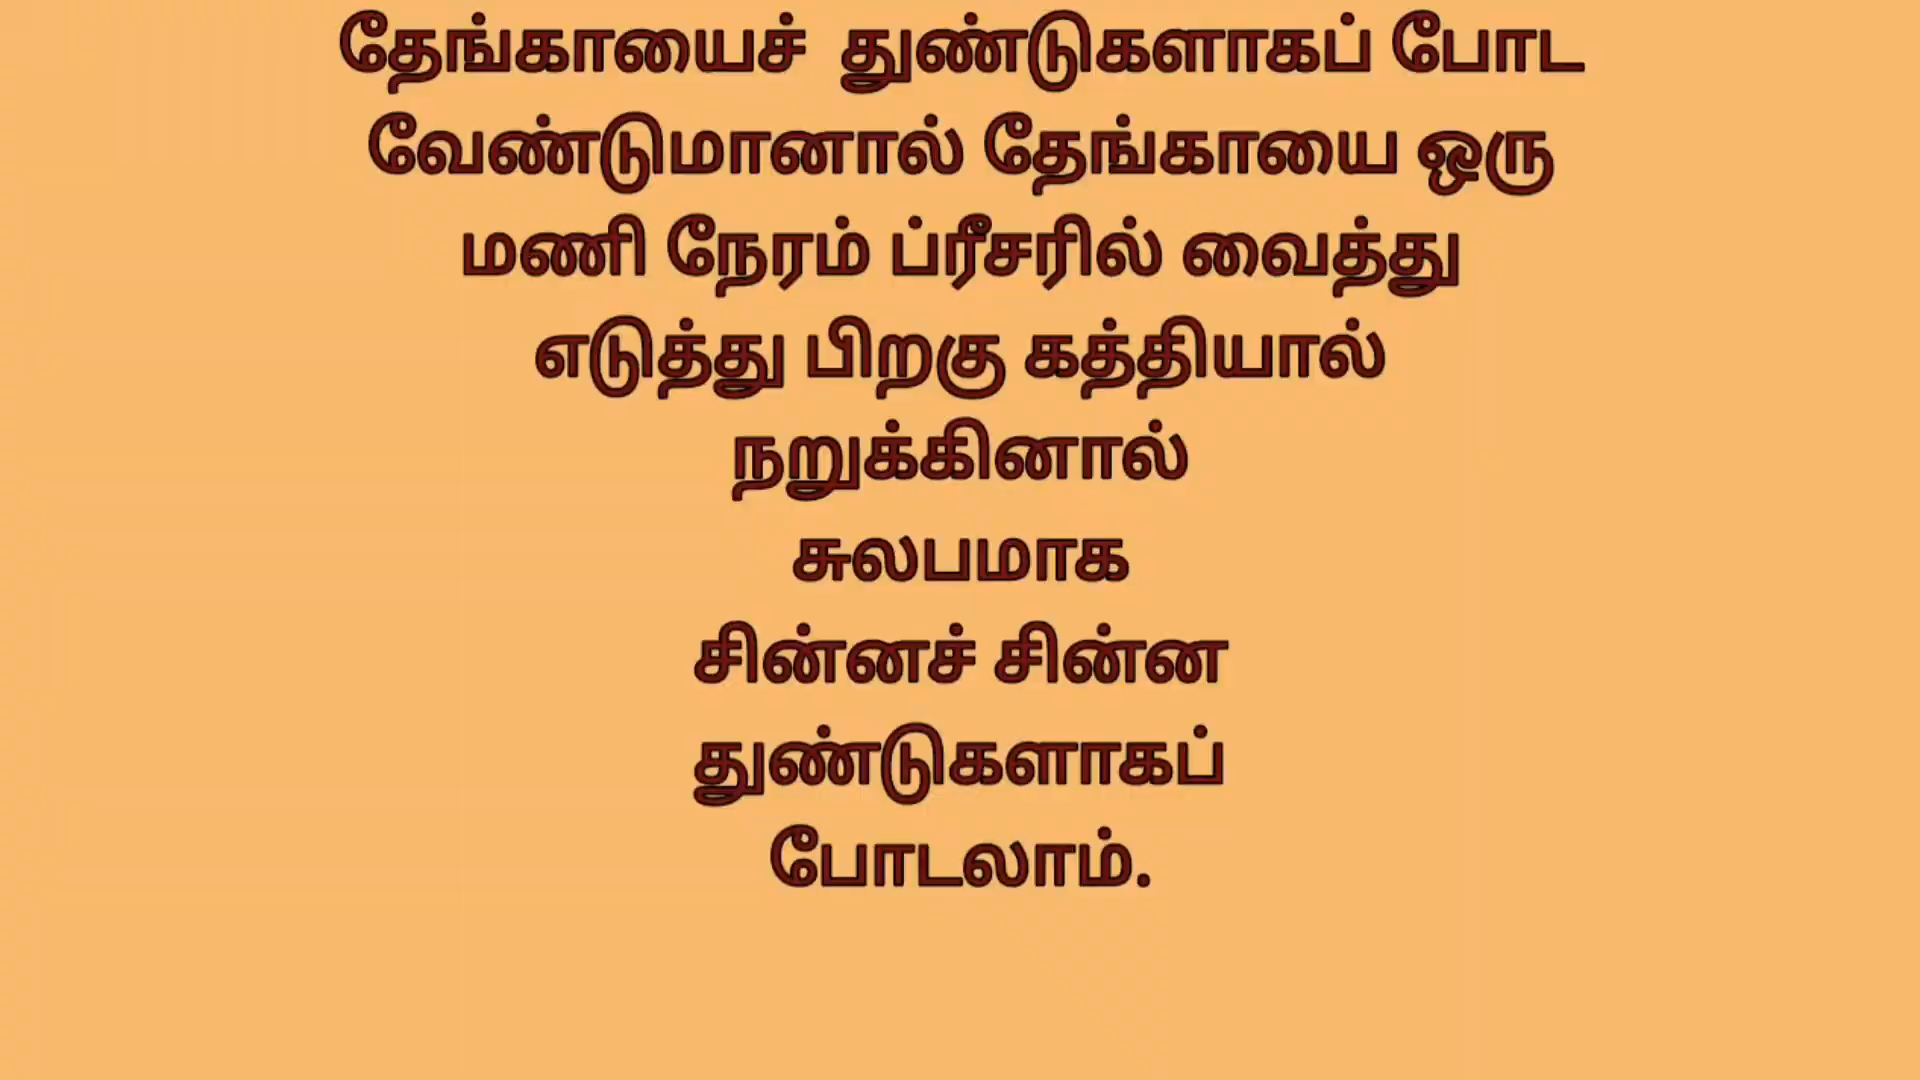 தேங்காயைச் துண்டுகளாகப் போட
வேண்டுமானால் தேங்காயை ஒரு
மணி நேரம் ப்ரீசரில் வைத்து
எடுத்து பிறகு கத்தியால்
நறுக்கினால்
சுலபமாக
சின்னச் சின்ன
துண்டுகளாகப்
போடலாம்.